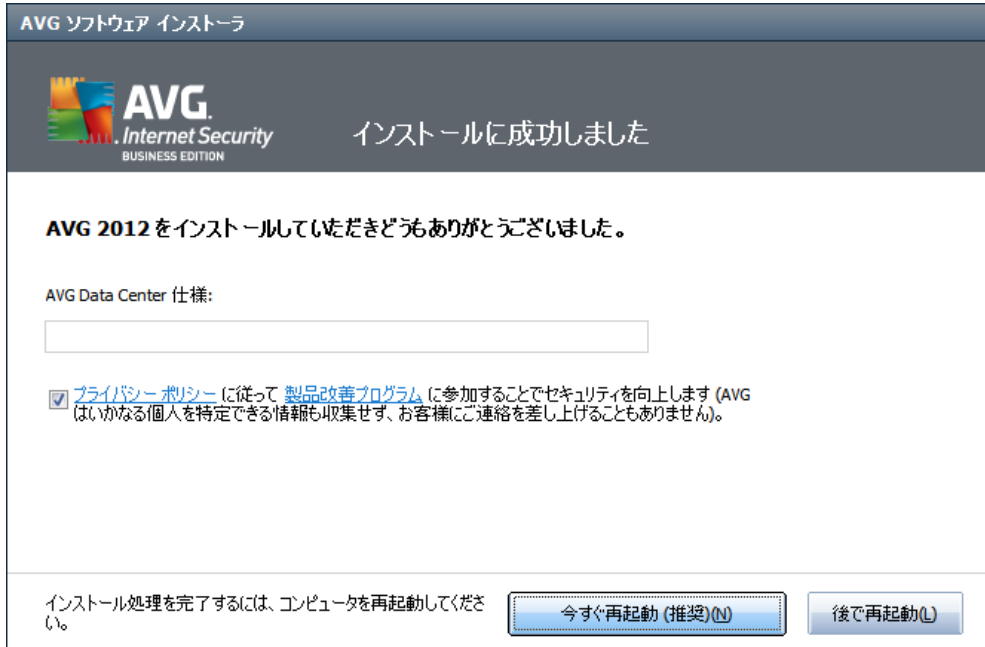 AVG ソフトウェア インストーラ
AVG.
Internet Security
BUSINESS EDITION
インストールに成功しました
AVG 2012 をインストールしていただきどうもありがとうございました。
AVG Data Center 仕様:
プライバシー ポリシー に従って 製品改善プログラム に参加することでセキュリティを向上します (AVG
はいかなる個人を特定できる情報も収集せず、お客様にご連絡を差し上げることもありません)。
インストール処理を完了するには、コンピュータを再起動してくださ
い。
今すぐ再起動 (推奨)(N)
後で再起動(L)